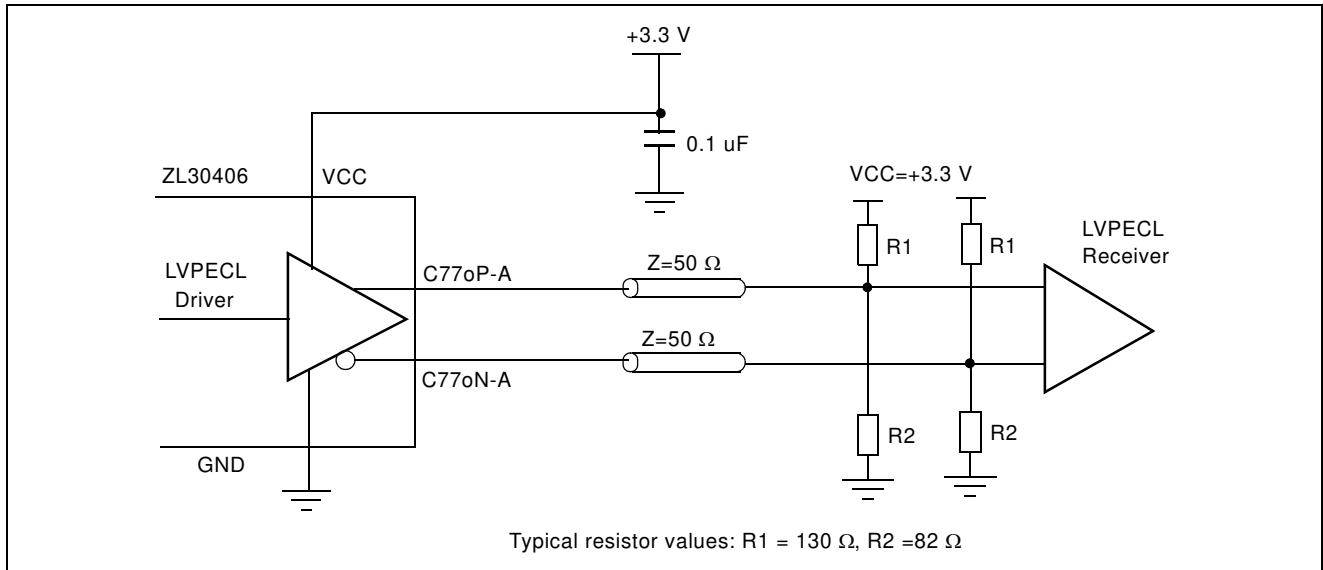 +3.3 V
0.1 uF
ZL30406
VCC
VCC=+3.3 V
LVPECL
Driver
C77oP-A
Z=50 Ω
R1
R1
LVPECL
Receiver
Z=50 Ω
C77oN-A
R2
R2
GND
Typical resistor values: R1 = 130 Ω, R2 =82 Ω